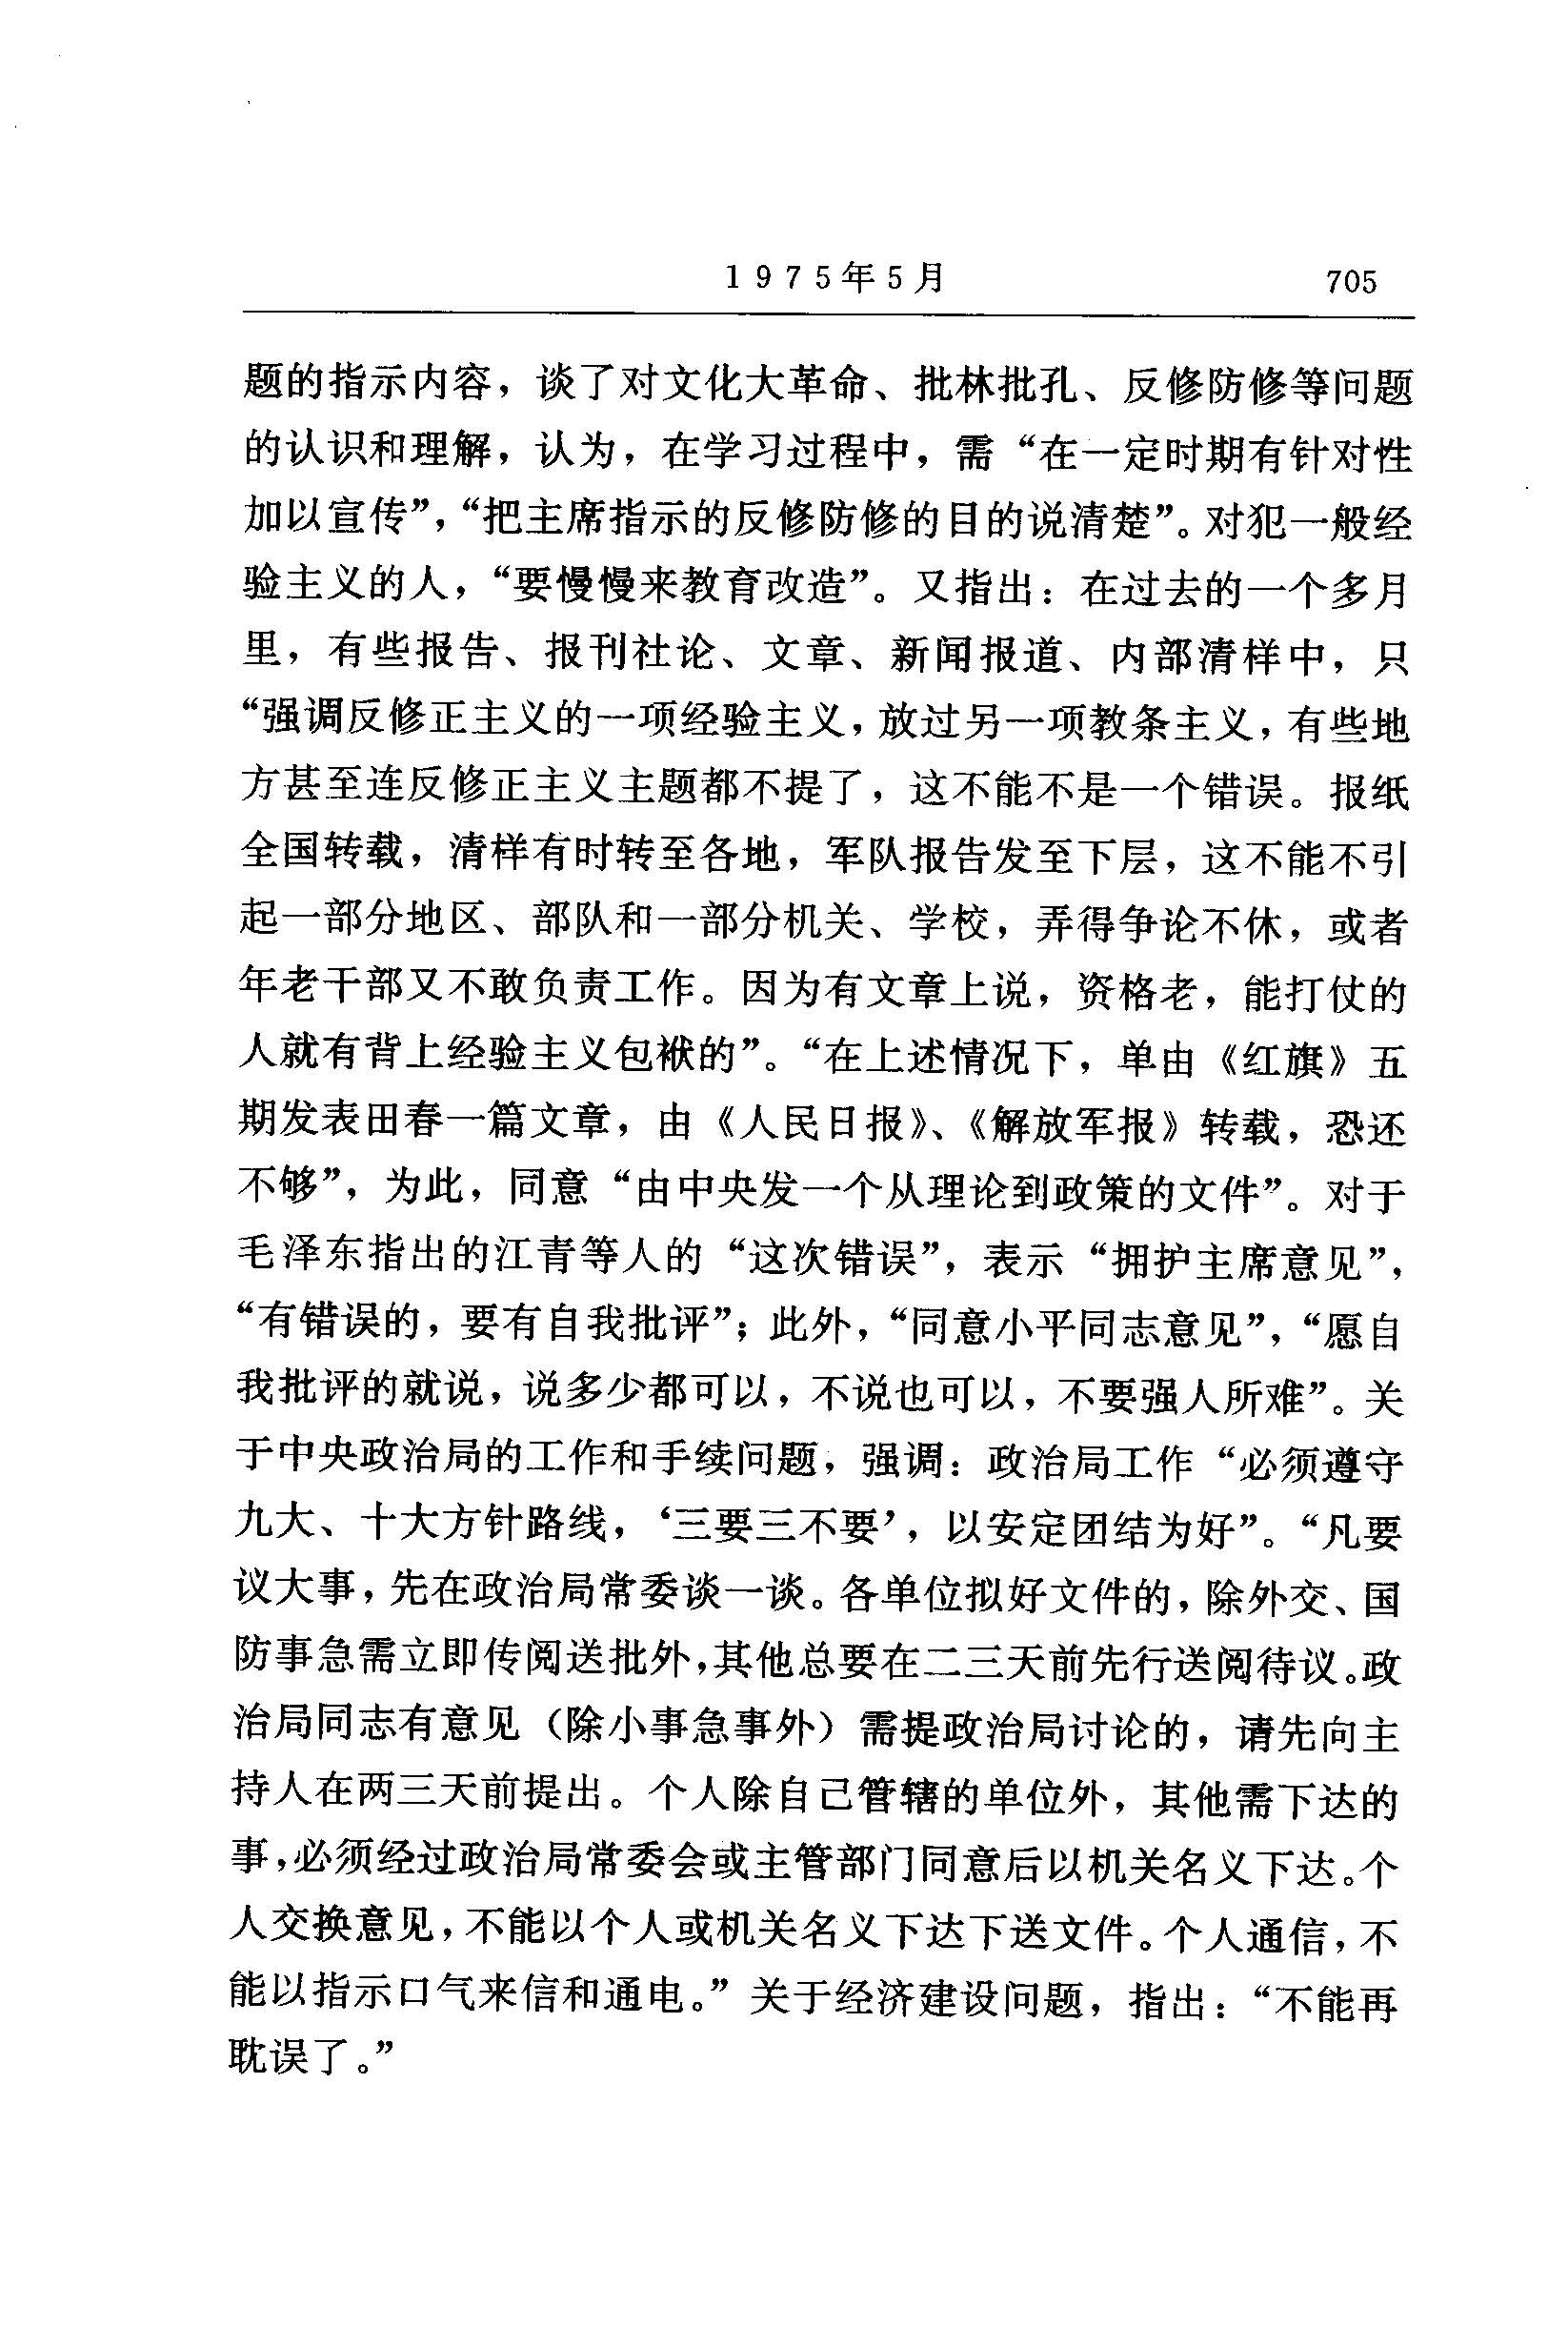 1975年5月 705
题的指示内容，谈了对文化大革命、批林批孔、反修防修等问题
的认识和理解，认为，在学习过程中，需“在一定时期有针对性
加以宣传”，“把主席指示的反修防修的目的说清楚”。对犯一般经
验主义的人，“要慢慢来教育改造”。又指出：在过去的一个多月
里，有些报告、报刊社论、文章、新闻报道、内部清样中，只
“强调反修正主义的一项经验主义，放过另一项教条主义，有些地
方甚至连反修正主义主题都不提了，这不能不是一个错误。报纸
全国转载，清样有时转至各地，军队报告发至下层，这不能不引
起一部分地区、部队和一部分机关、学校，弄得争论不休，或者
年老干部又不敢负责工作。因为有文章上说，资格老，能打仗的
人就有背上经验主义包袱的”。“在上述情况下，单由《红旗》五
期发表田春一篇文章，由《人民日报》、《解放军报》转载，恐还
不够”，为此，同意“由中央发一个从理论到政策的文件”。对于
毛泽东指出的江青等人的“这次错误”，表示“拥护主席意见”，
“有错误的，要有自我批评”；此外，“同意小平同志意见”，“愿自
我批评的就说，说多少都可以，不说也可以，不要强人所难”。关
于中央政治局的工作和手续问题，强调：政治局工作“必须遵守
九大、十大方针路线，‘三要三不要’，以安定团结为好”。“凡要
议大事，先在政治局常委谈一谈。各单位拟好文件的，除外交、国
防事急需立即传阅送批外，其他总要在二三天前先行送阅待议。政
治局同志有意见（除小事急事外）需提政治局讨论的，请先向主
持人在两三天前提出。个人除自己管辖的单位外，其他需下达的
事，必须经过政治局常委会或主管部门同意后以机关名义下达。个
人交换意见，不能以个人或机关名义下达下送文件。个人通信，不
能以指示口气来信和通电。”关于经济建设问题，指出：“不能再
耽误了。”